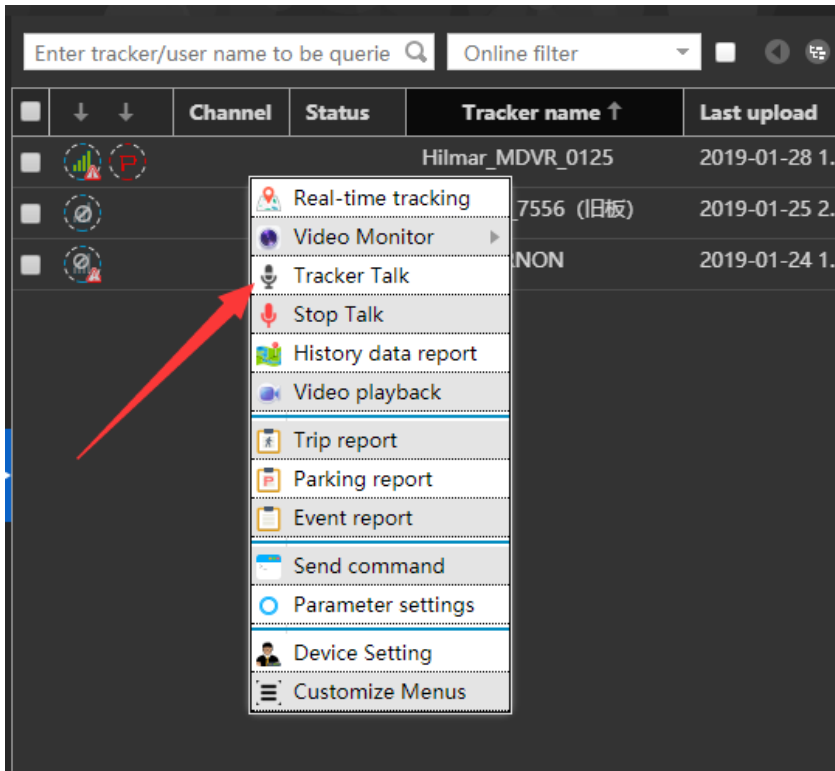 Enter tracker/user name to be querie
Online filter
Channel Status Tracker name Last upload
Hilmar_MDVR_0125 2019-01-28 1.
_7556 (旧板) 2019-01-25 2.
NON 2019-01-24 1.
Real-time tracking
Video Monitor
Tracker Talk
Stop Talk
History data report
Video playback
Trip report
Parking report
Event report
Send command
Parameter settings
Device Setting
Customize Menus